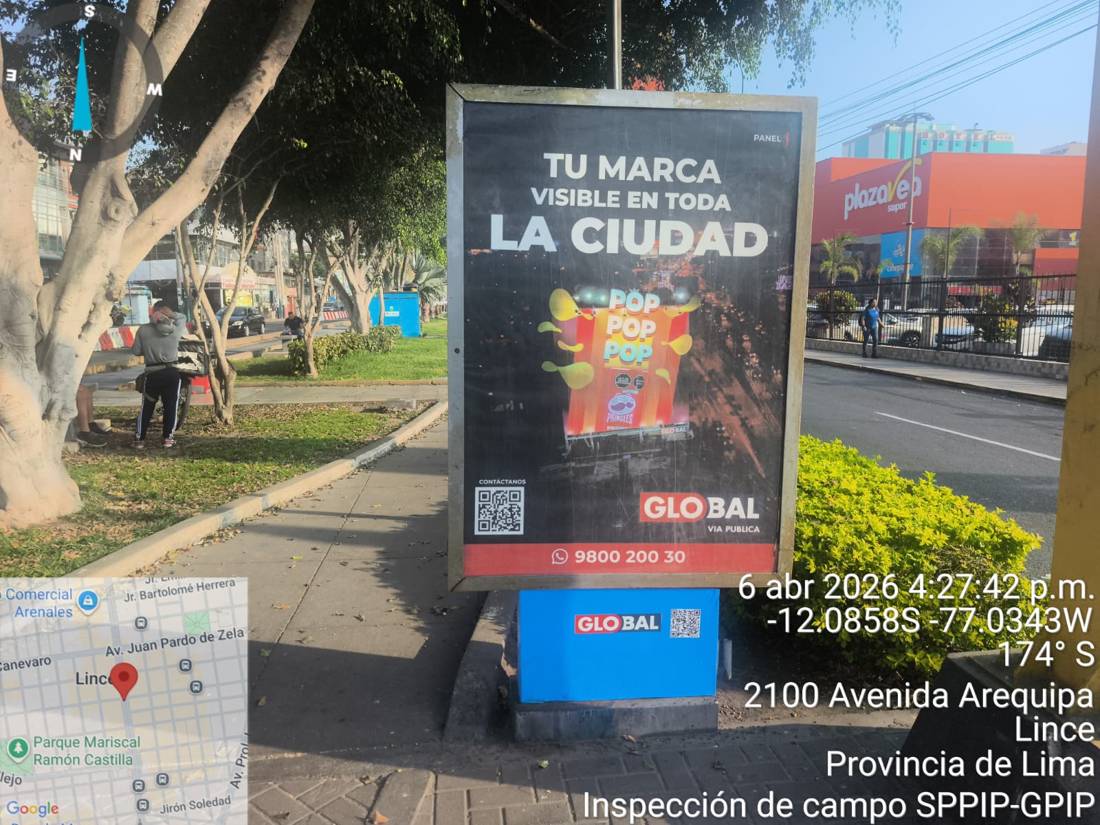 S
E
W
N
PANEL
TU MARCA
VISIBLE EN TODA
LA CIUDAD
POP
POP
POP
PRINGLES
GLOBAL
CONTÁCTANOS
GLOBAL
VIA PUBLICA
9800 200 30
GLOBAL
plazaVea
super
Comercial
Arenales
Jr. Bartolomé Herrera
Av. Juan Pardo de Zela
Canevaro
Lince
Parque Mariscal
Ramón Castilla
Jirón Soledad
Google
6 abr 2026 4:27:42 p.m.
-12.0858S -77.0343W
174° S
2100 Avenida Arequipa
Lince
Provincia de Lima
Inspección de campo SPPIP-GPIP